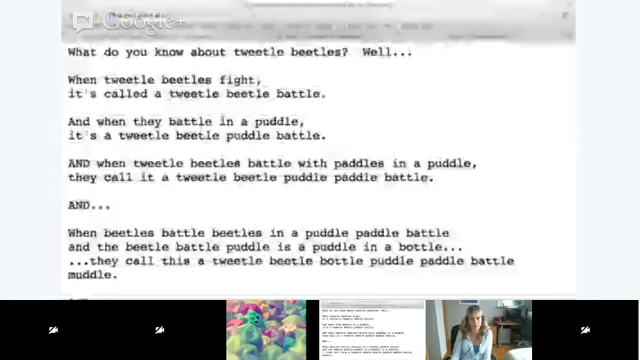 Google+
What do you know about tweetle beetles?  Well...
When tweetle beetles fight,
it's called a tweetle beetle battle.
And when they battle in a puddle,
it's a tweetle beetle puddle battle.
AND when tweetle beetles battle with paddles in a puddle,
they call it a tweetle beetle puddle paddle battle.
AND...
When beetles battle beetles in a puddle paddle battle
and the beetle battle puddle is a puddle in a bottle...
...they call this a tweetle beetle bottle puddle paddle battle
muddle.